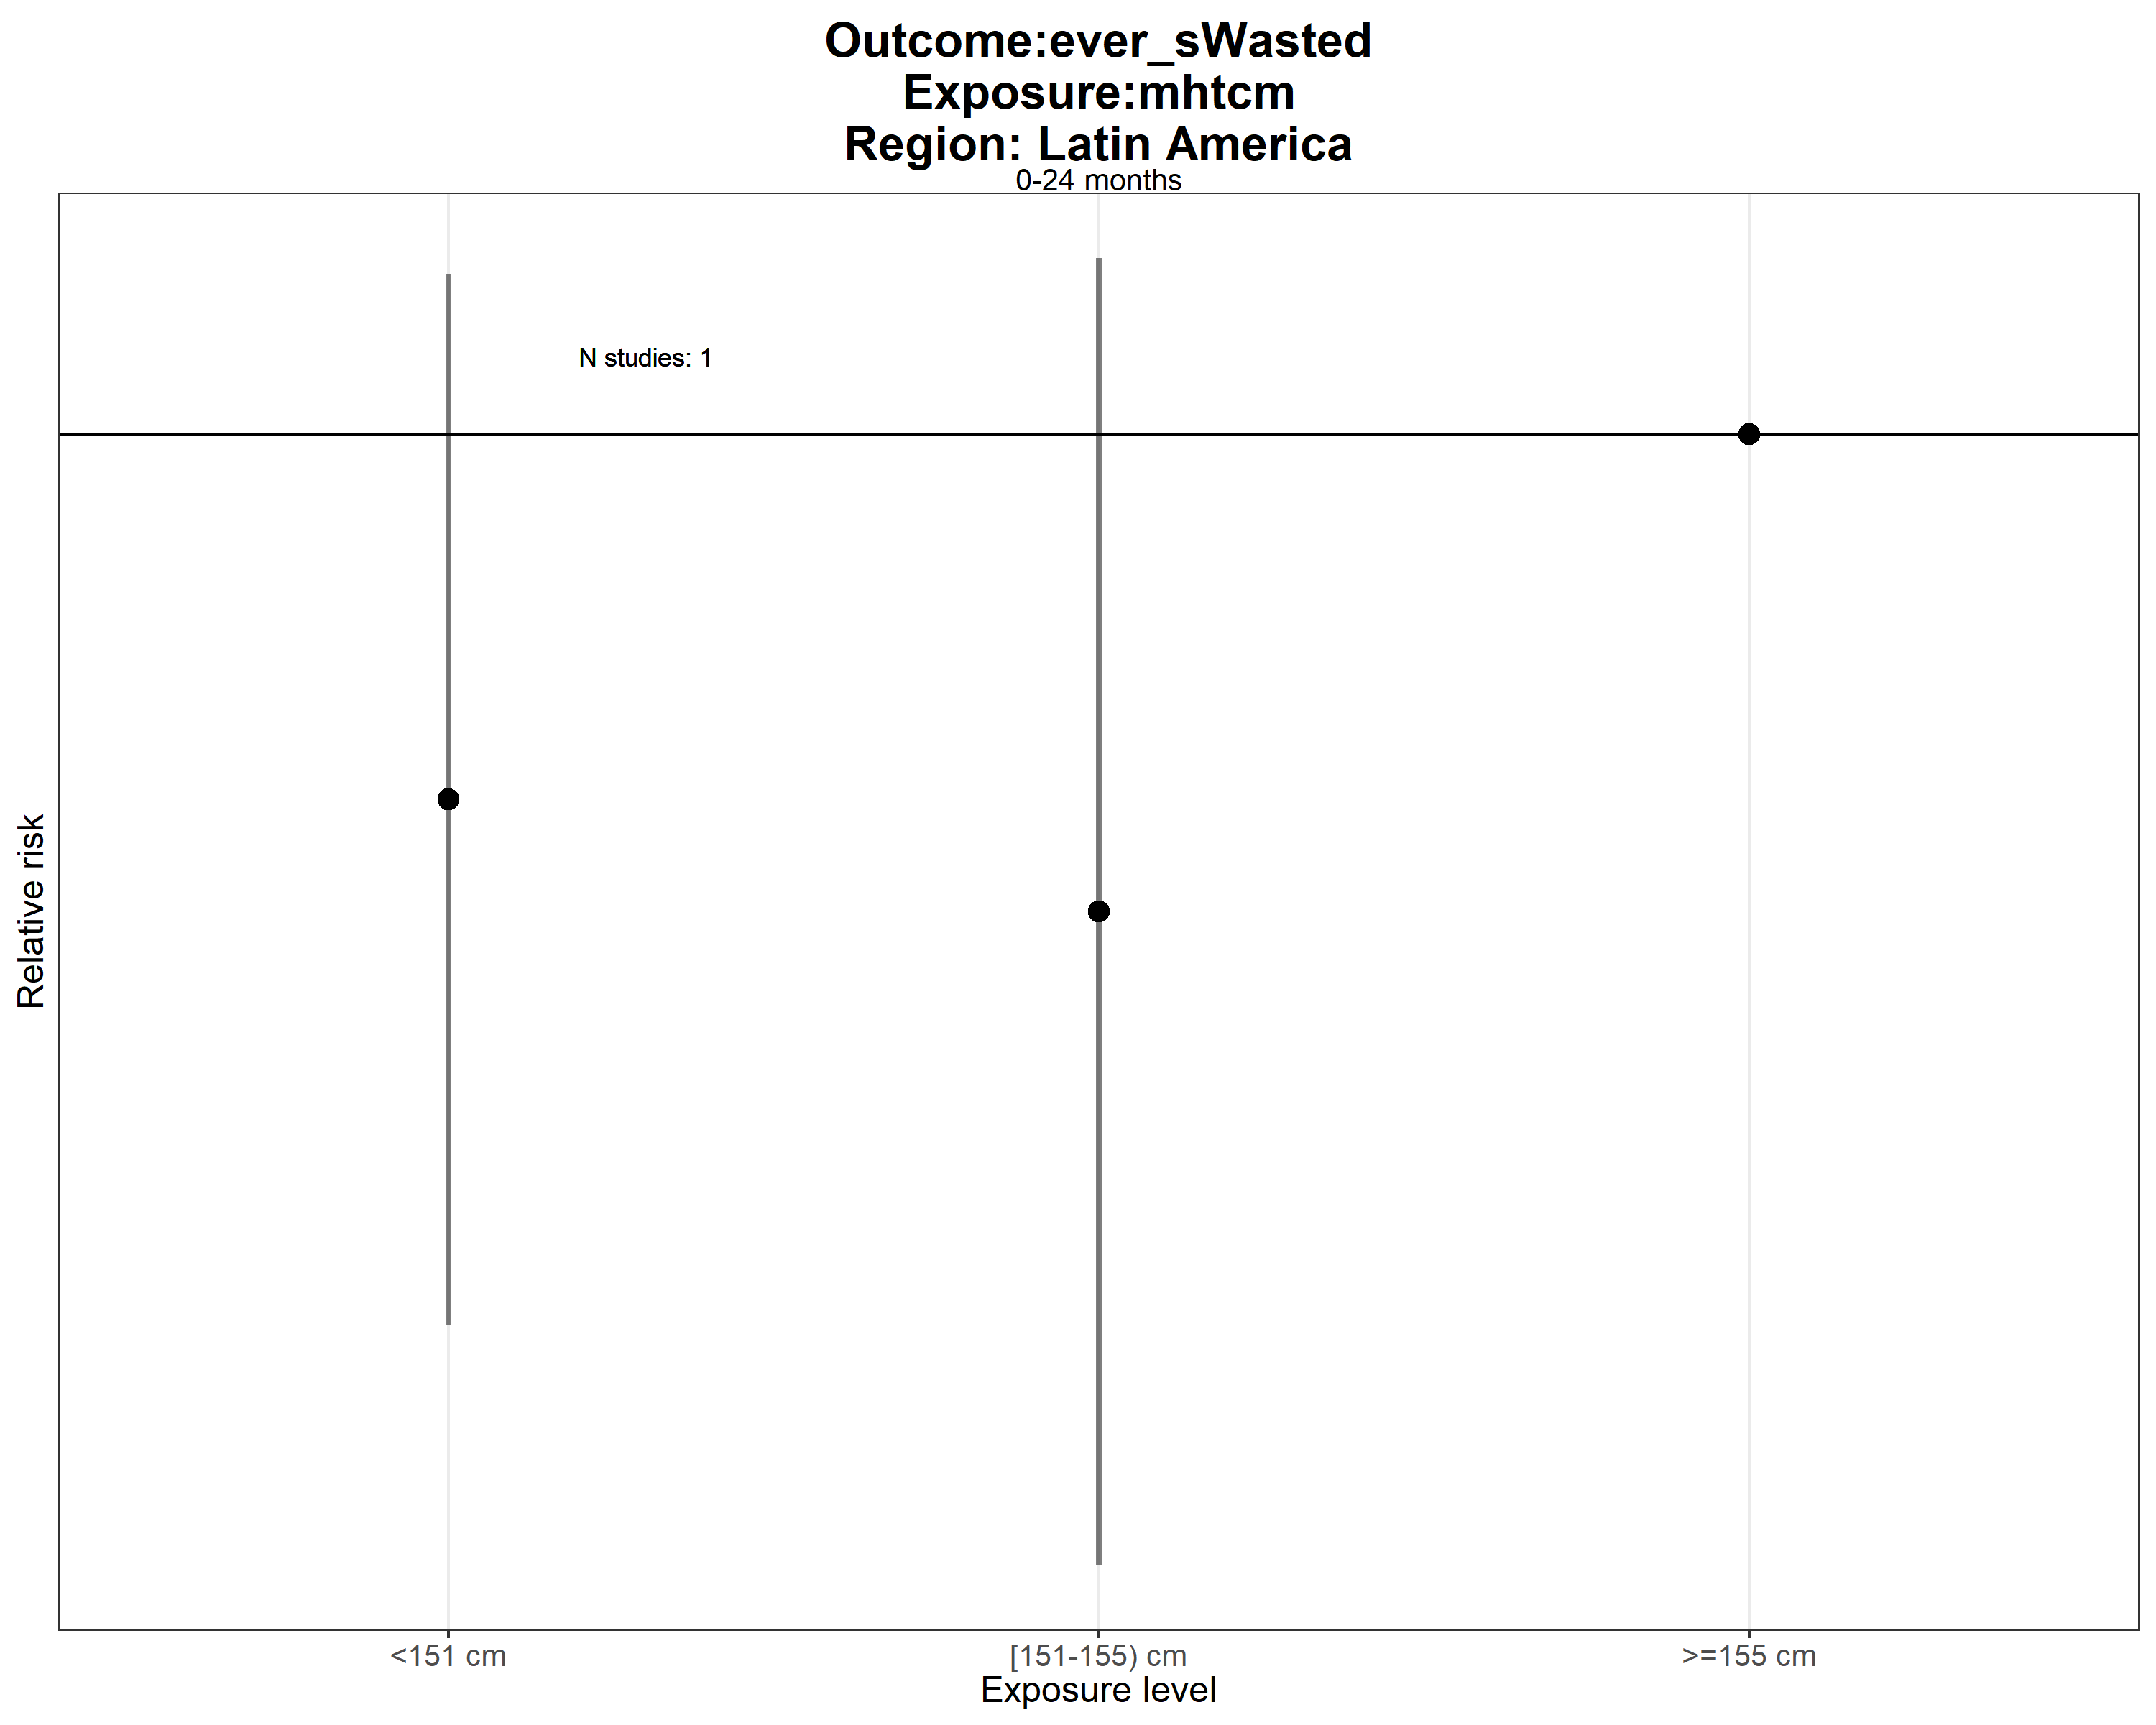 Outcome:ever_sWasted
Exposure:mhtcm
Region: Latin America
0-24 months
N studies: 1
Relative risk
<151 cm
[151-155) cm
>=155 cm
Exposure level